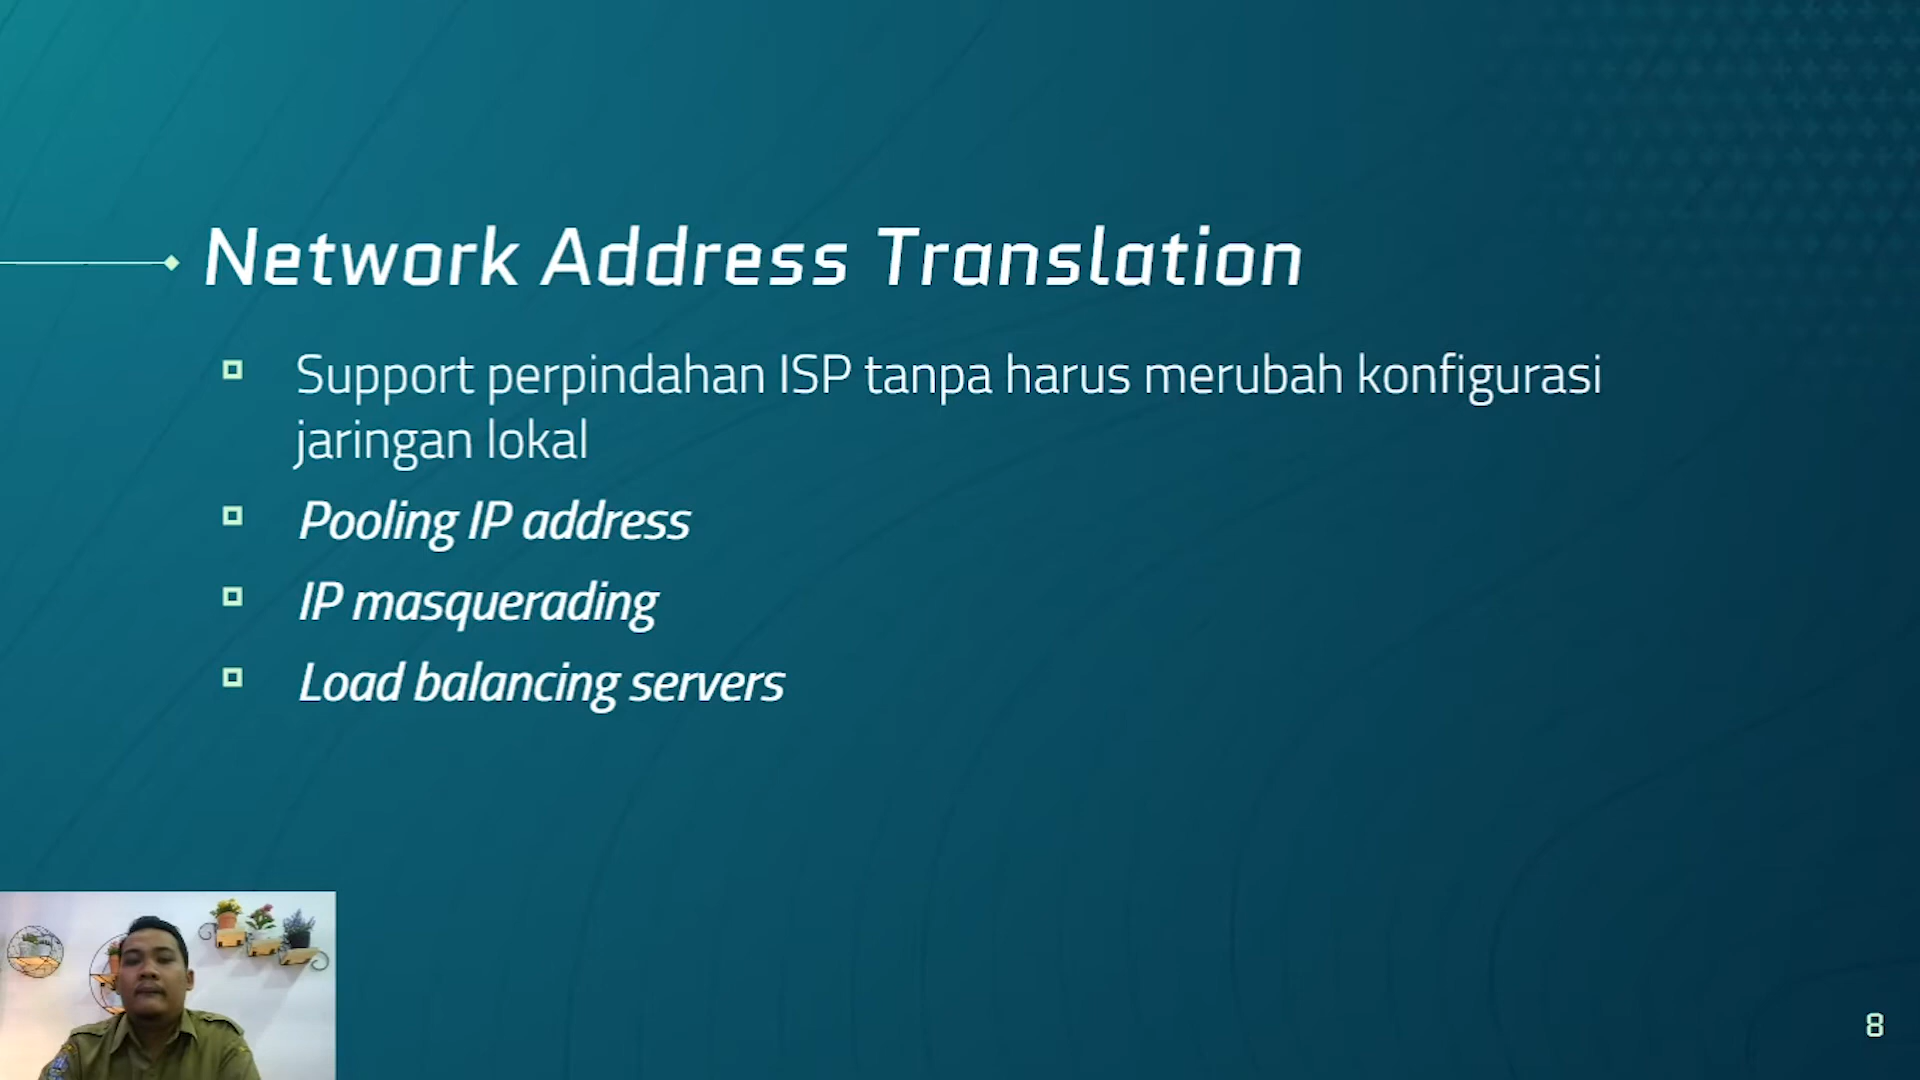 Network Address Translation
Support perpindahan ISP tanpa harus merubah konfigurasi
jaringan lokal
Pooling IP address
IP masquerading
Load balancing servers
8